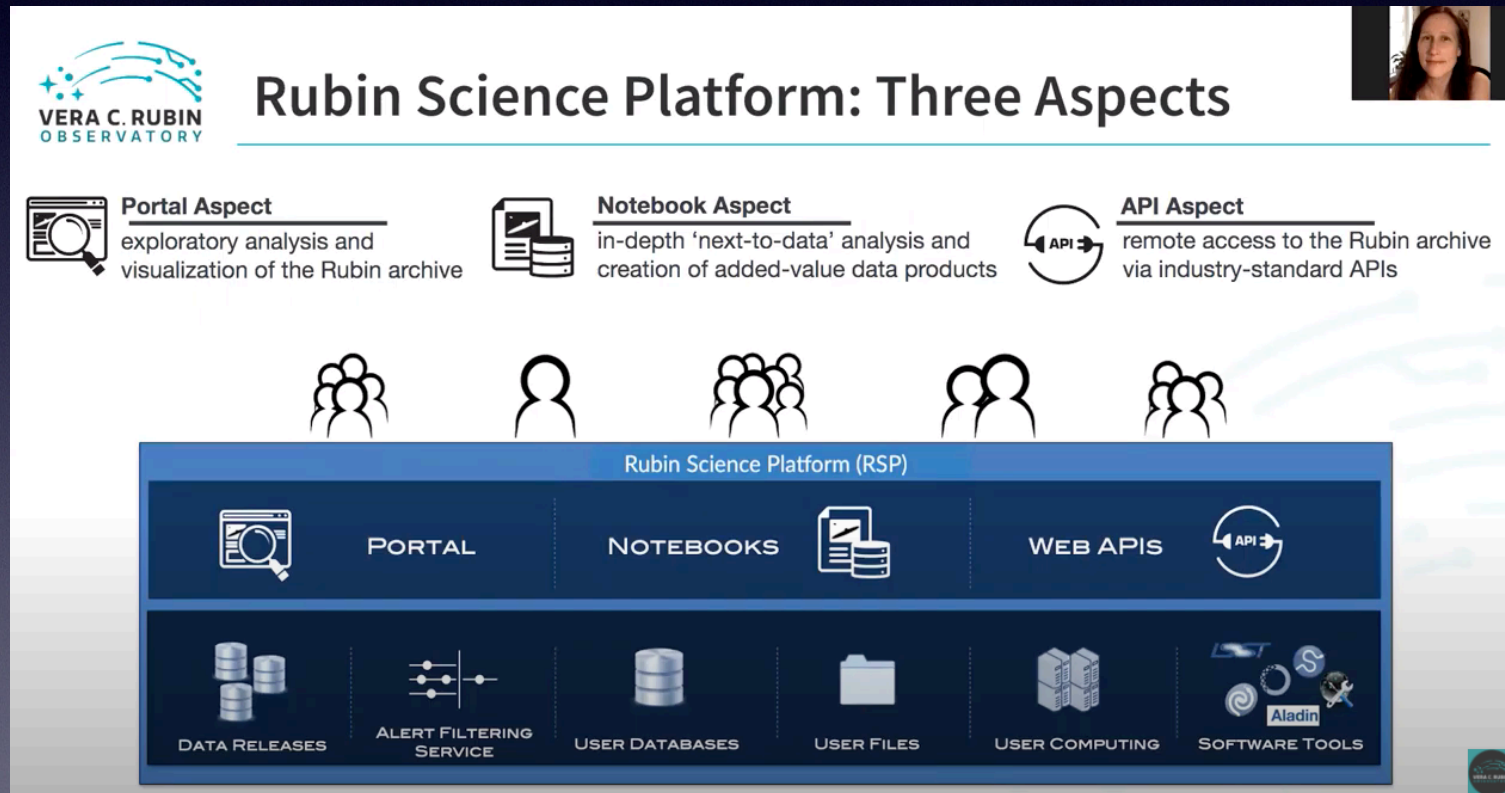 VERA C. RUBIN
OBSERVATORY
Rubin Science Platform: Three Aspects
Portal Aspect
exploratory analysis and
visualization of the Rubin archive
Notebook Aspect
in-depth ‘next-to-data’ analysis and
creation of added-value data products
API
API Aspect
remote access to the Rubin archive
via industry-standard APIs
Rubin Science Platform (RSP)
PORTAL
NOTEBOOKS
WEB APIS
API
DATA RELEASES
ALERT FILTERING
SERVICE
USER DATABASES
USER FILES
USER COMPUTING
LSST
Aladin
SOFTWARE TOOLS